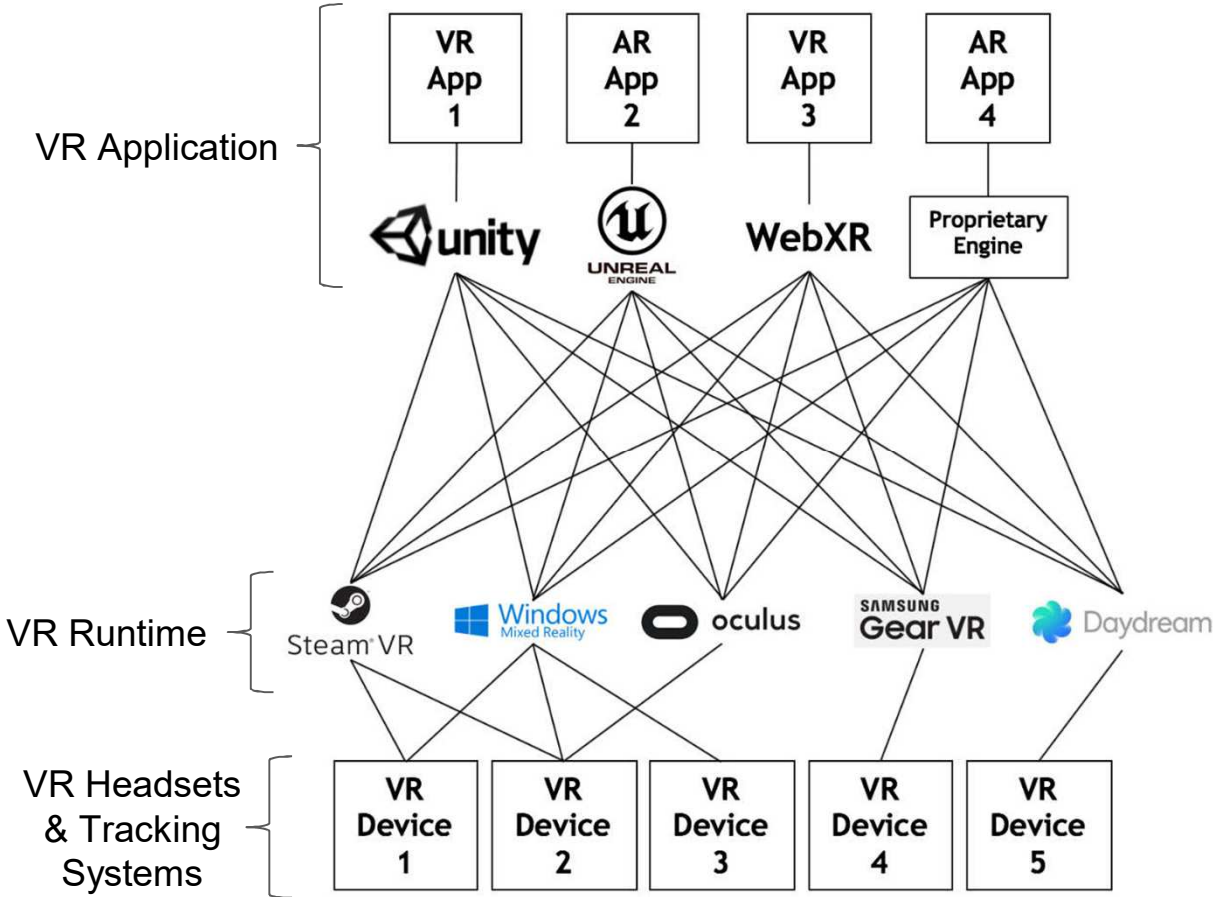 VR
App
1
AR
App
2
VR
App
3
AR
App
4
VR Application
unity
UNREAL
ENGINE
WebXR
Proprietary
Engine
VR Runtime
Steam®VR
Windows
Mixed Reality
oculus
SAMSUNG
Gear VR
Daydream
VR Headsets
& Tracking
Systems
VR
Device
1
VR
Device
2
VR
Device
3
VR
Device
4
VR
Device
5